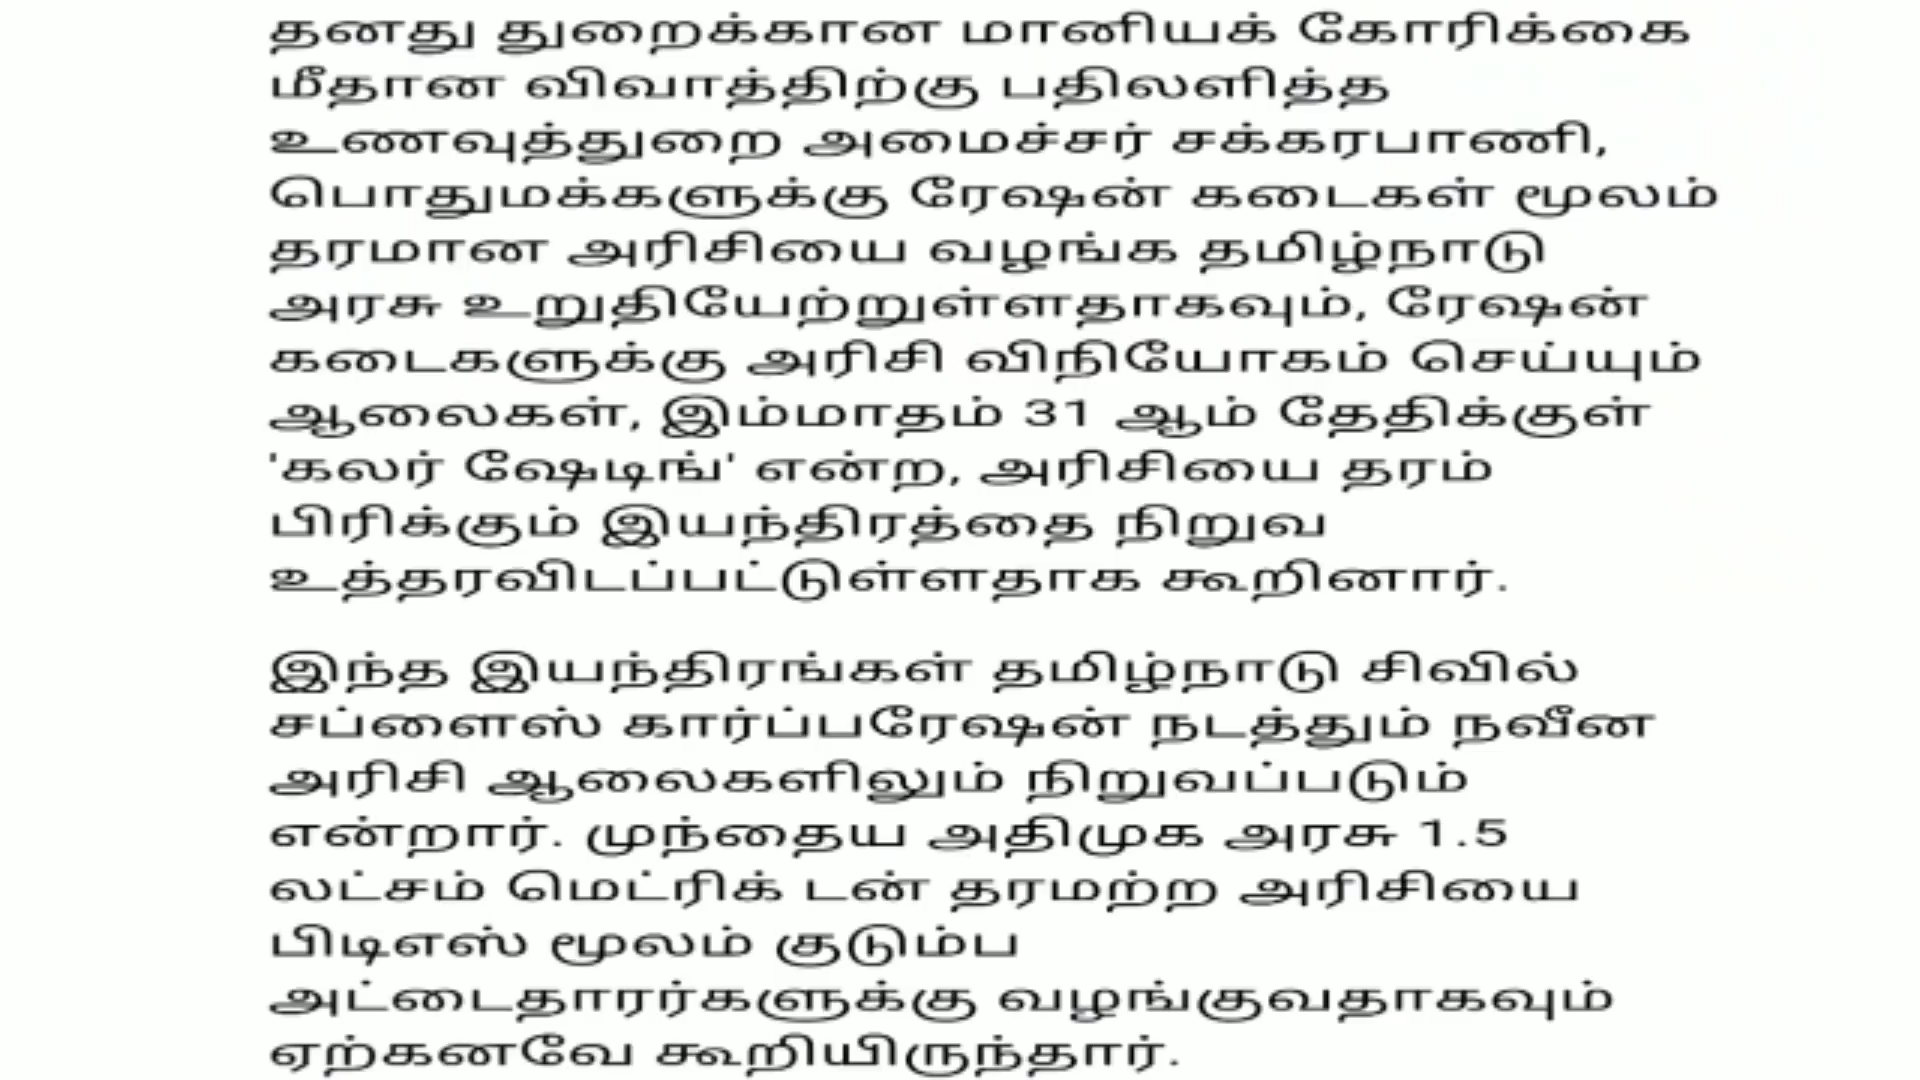 தனது துறைக்கான மானியக் கோரிக்கை
மீதான விவாத்திற்கு பதிலளித்த
உணவுத்துறை அமைச்சர் சக்கரபாணி,
பொதுமக்களுக்கு ரேஷன் கடைகள் மூலம்
தரமான அரிசியை வழங்க தமிழ்நாடு
அரசு உறுதியேற்றுள்ளதாகவும், ரேஷன்
கடைகளுக்கு அரிசி விநியோகம் செய்யும்
ஆலைகள், இம்மாதம் 31 ஆம் தேதிக்குள்
'கலர் ஷேடிங்' என்ற, அரிசியை தரம்
பிரிக்கும் இயந்திரத்தை நிறுவ
உத்தரவிடப்பட்டுள்ளதாக கூறினார்.
இந்த இயந்திரங்கள் தமிழ்நாடு சிவில்
சப்ளைஸ் கார்ப்பரேஷன் நடத்தும் நவீன
அரிசி ஆலைகளிலும் நிறுவப்படும்
என்றார். முந்தைய அதிமுக அரசு 1.5
லட்சம் மெட்ரிக் டன் தரமற்ற அரிசியை
பிடிஎஸ் மூலம் குடும்ப
அட்டைதாரர்களுக்கு வழங்குவதாகவும்
ஏற்கனவே கூறியிருந்தார்.